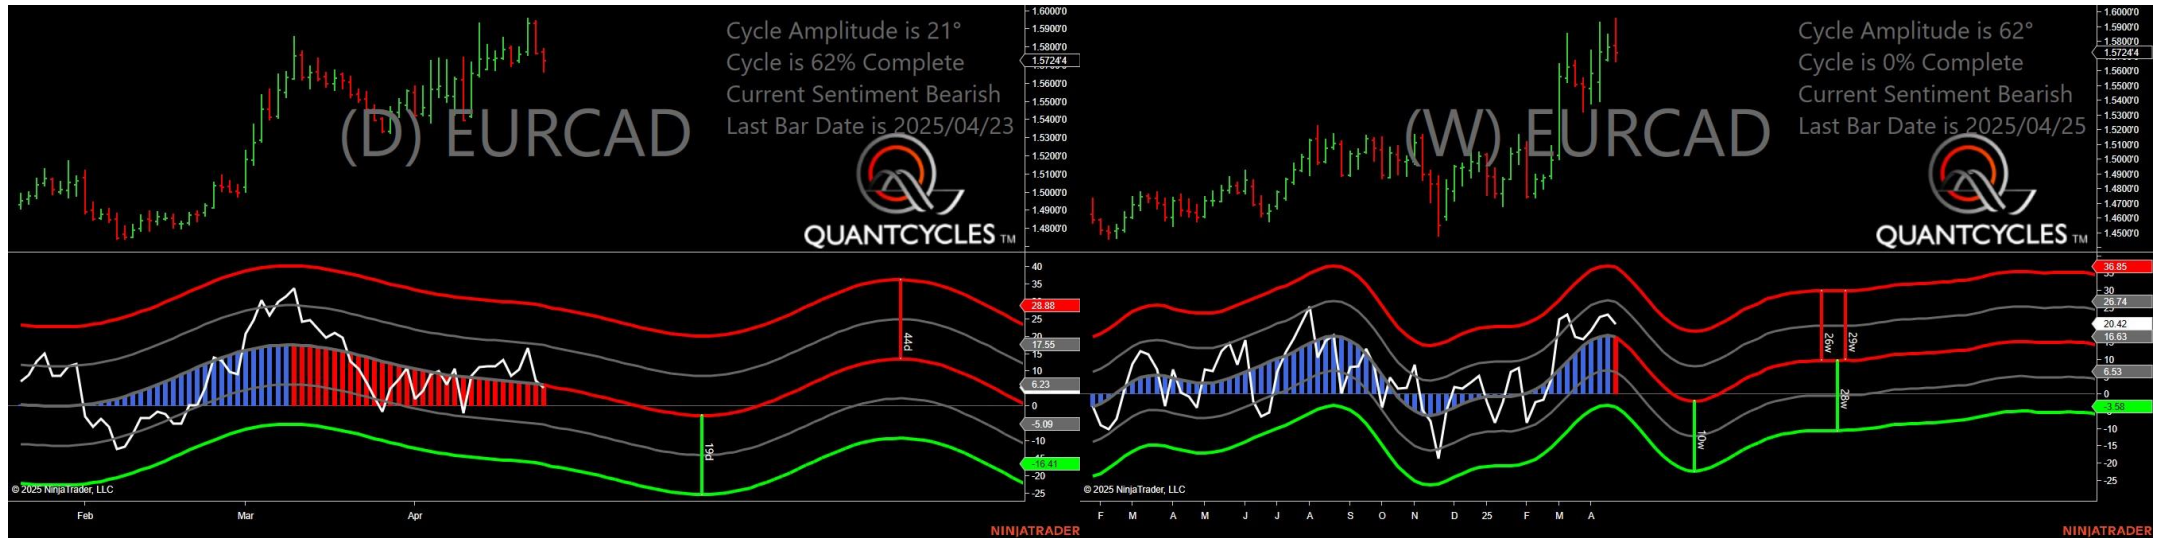 Cycle Amplitude is 21°
Cycle is 62% Complete
Current Sentiment Bearish
Last Bar Date is 2025/04/23
(D) EURCAD
QUANTCYCLES TM
1.6000'0
1.5900'0
1.5800'0
1.5724'4
1.5600'0
1.5500'0
1.5400'0
1.5300'0
1.5200'0
1.5100'0
1.5000'0
1.4900'0
1.4800'0
40
35
28.88
25
17.55
15
10
6.23
0
-5.09
-10
-16.41
-20
-25
44d
19d
© 2025 NinjaTrader, LLC
Feb Mar Apr
NINJATRADER
Cycle Amplitude is 62°
Cycle is 0% Complete
Current Sentiment Bearish
Last Bar Date is 2025/04/25
(W) EURCAD
QUANTCYCLES TM
1.6000'0
1.5900'0
1.5800'0
1.5724'4
1.5600'0
1.5500'0
1.5400'0
1.5300'0
1.5200'0
1.5100'0
1.5000'0
1.4900'0
1.4800'0
1.4700'0
1.4600'0
1.4500'0
36.85
30
26.74
20.42
16.63
10
6.53
0
-3.58
-10
-20
-25
26w
29w
28w
10w
© 2025 NinjaTrader, LLC
F M A M J J A S O N D 25 F M A
NINJATRADER